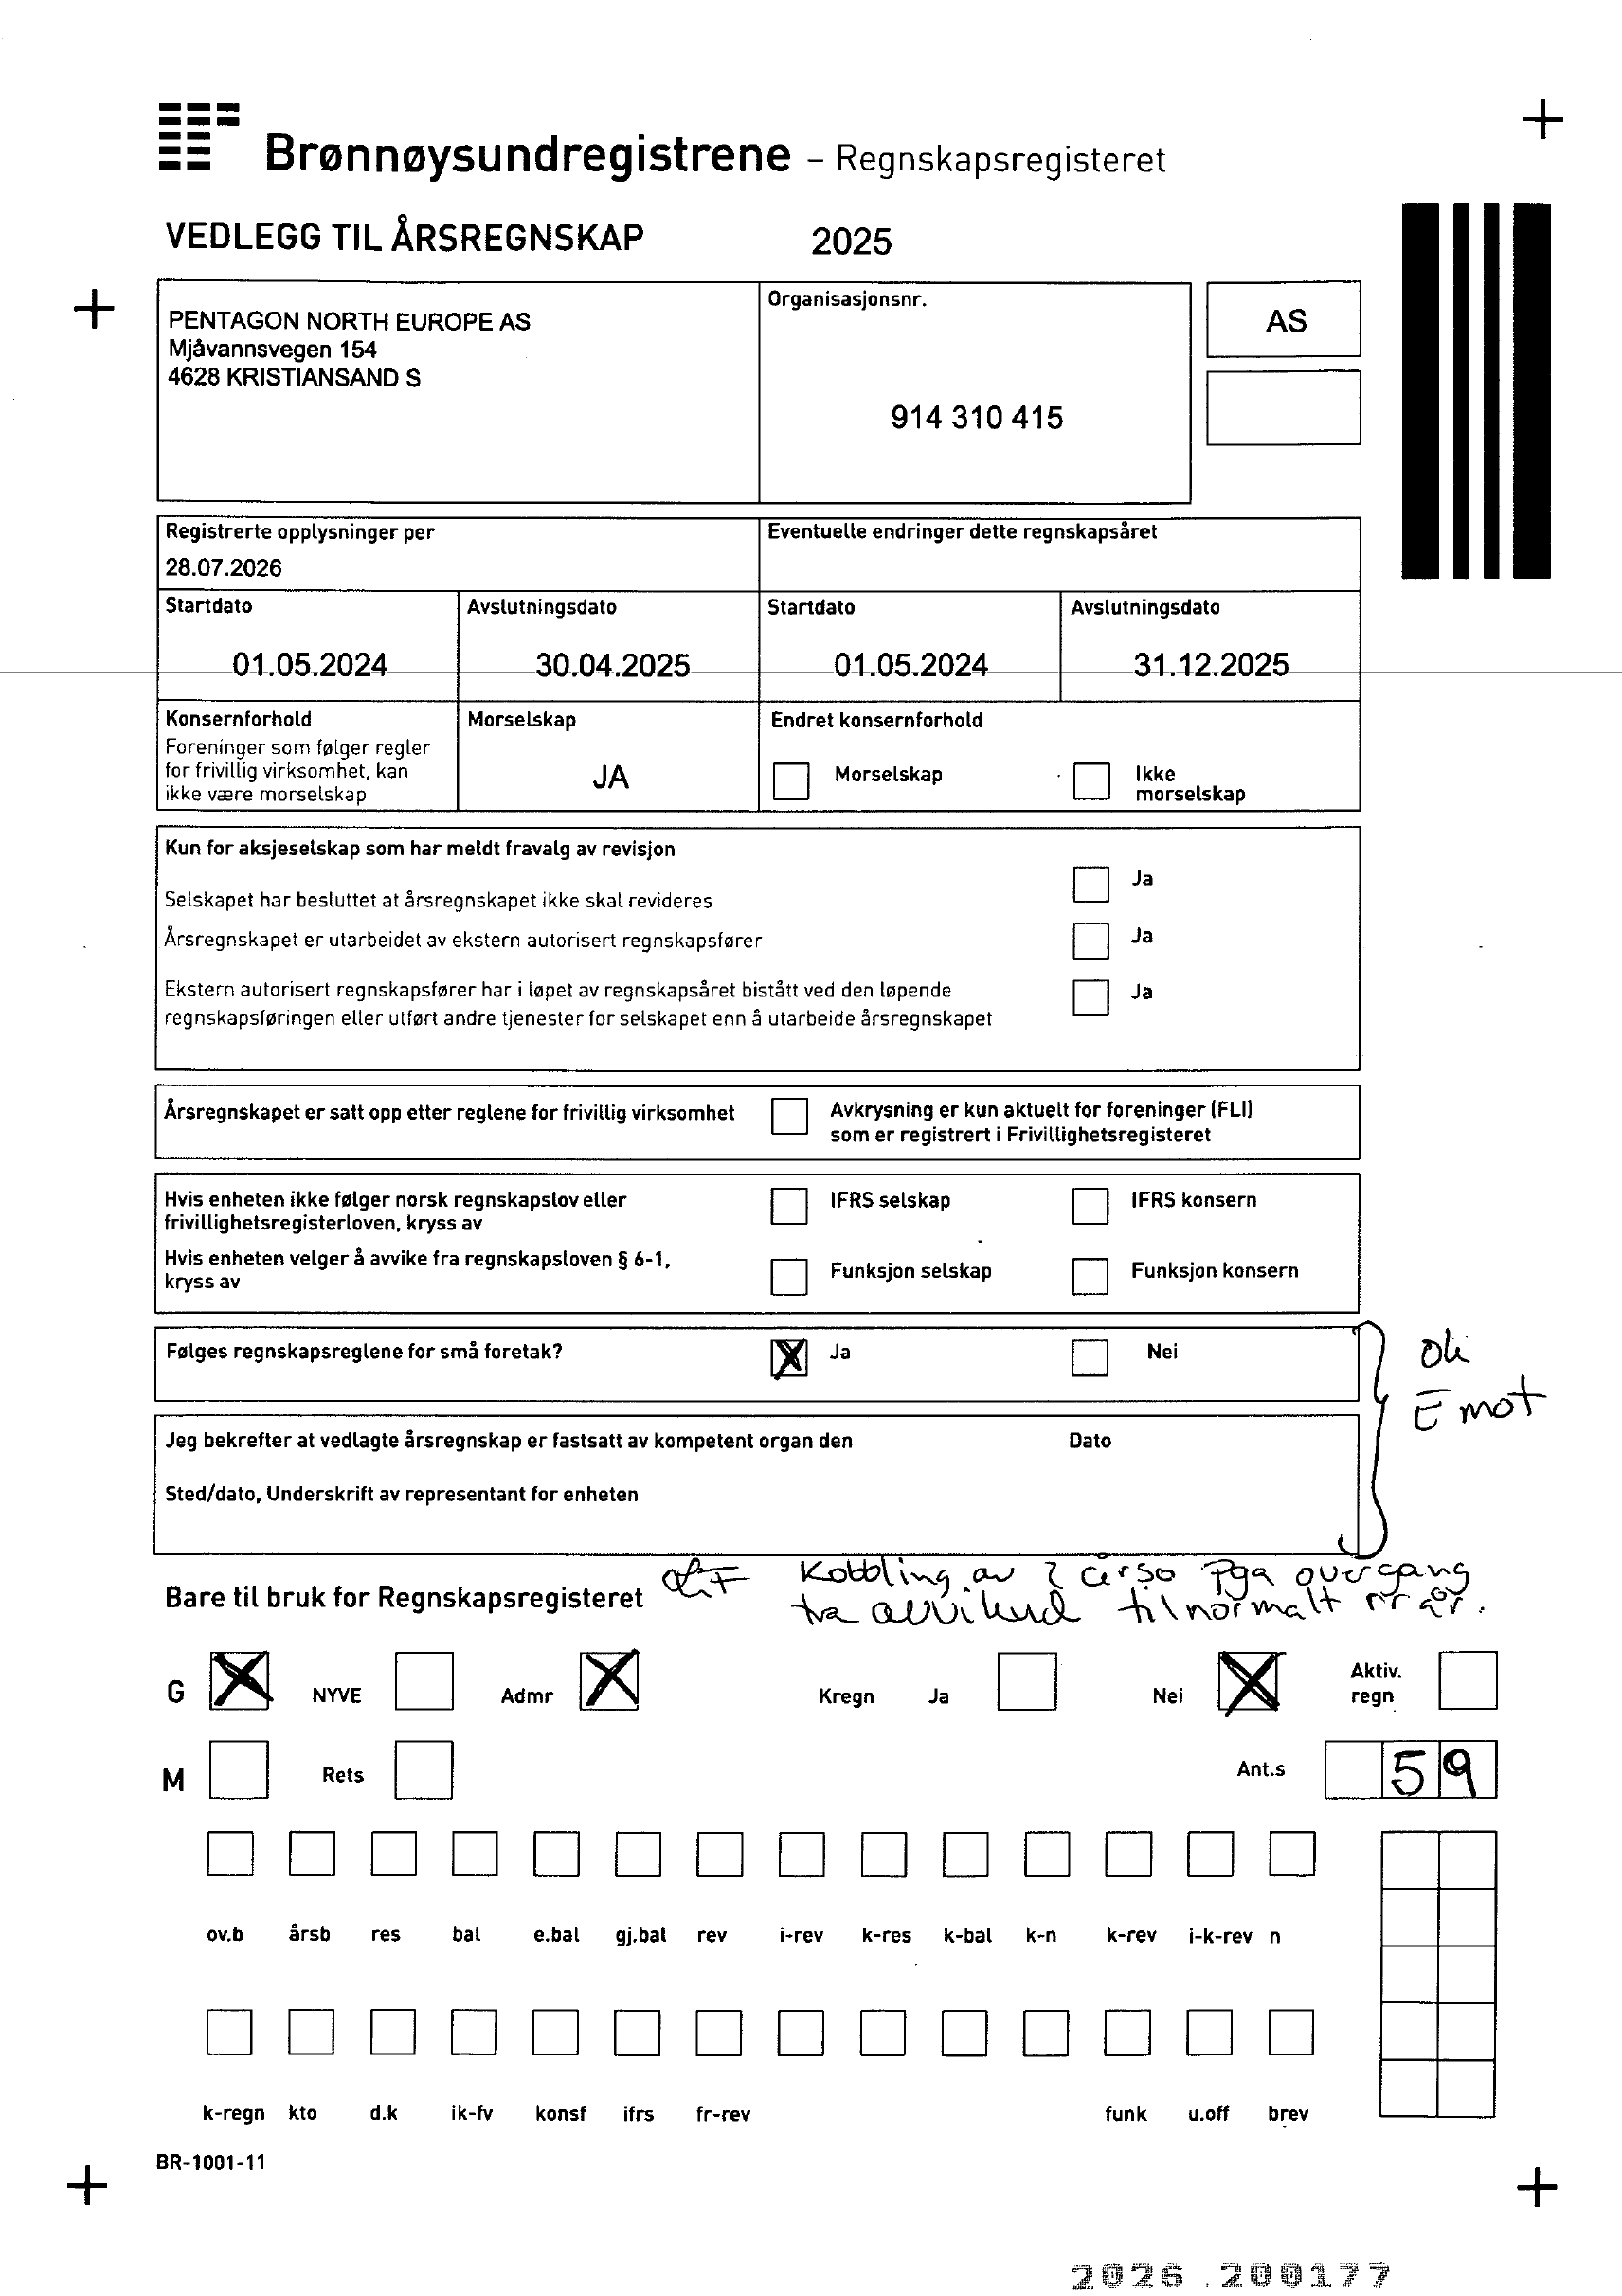 Brønnøysundregistrene - Regnskapsregisteret
VEDLEGG TIL ÅRSREGNSKAP 2025
PENTAGON NORTH EUROPE AS
Mjåvannsvegen 154
4628 KRISTIANSAND S
Organisasjonsnr.
914 310 415
AS
Registrerte opplysninger per
28.07.2026
Eventuelle endringer dette regnskapsåret
Startdato Avslutningsdato Startdato Avslutningsdato
01.05.2024 30.04.2025 01.05.2024 31.12.2025
Konsernforhold
Foreninger som følger regler
for frivillig virksomhet, kan
ikke være morselskap
Morselskap
JA
Endret konsernforhold
Morselskap
Ikke
morselskap
Kun for aksjeselskap som har meldt fravalg av revisjon
Selskapet har besluttet at årsregnskapet ikke skal revideres Ja
Årsregnskapet er utarbeidet av ekstern autorisert regnskapsfører Ja
Ekstern autorisert regnskapsfører har i løpet av regnskapsåret bistått ved den løpende Ja
regnskapsføringen eller utført andre tjenester for selskapet enn å utarbeide årsregnskapet
Årsregnskapet er satt opp etter reglene for frivillig virksomhet
Avkrysning er kun aktuelt for foreninger (FLI)
som er registrert i Frivillighetsregisteret
Hvis enheten ikke følger norsk regnskapslov eller
frivillighetsregisterloven, kryss av
IFRS selskap IFRS konsern
Hvis enheten velger å avvike fra regnskapsloven § 6-1,
kryss av
Funksjon selskap Funksjon konsern
Følges regnskapsreglene for små foretak? X Ja Nei
Jeg bekrefter at vedlagte årsregnskap er fastsatt av kompetent organ den Dato
Sted/dato, Underskrift av representant for enheten
E mot
Bare til bruk for Regnskapsregisteret
Kobling av 2 årso pga overgang
fra avvikend til normalt rr år.
G X NYVE Admr X Kregn Ja Nei X Aktiv.
regn
M Rets Ant.s 59
ov.b årsb res bal e.bal gj.bal rev i-rev k-res k-bal k-n k-rev i-k-rev n
k-regn kto d.k ik-fv konsf ifrs fr-rev funk u.off brev
BR-1001-11
2026.200177